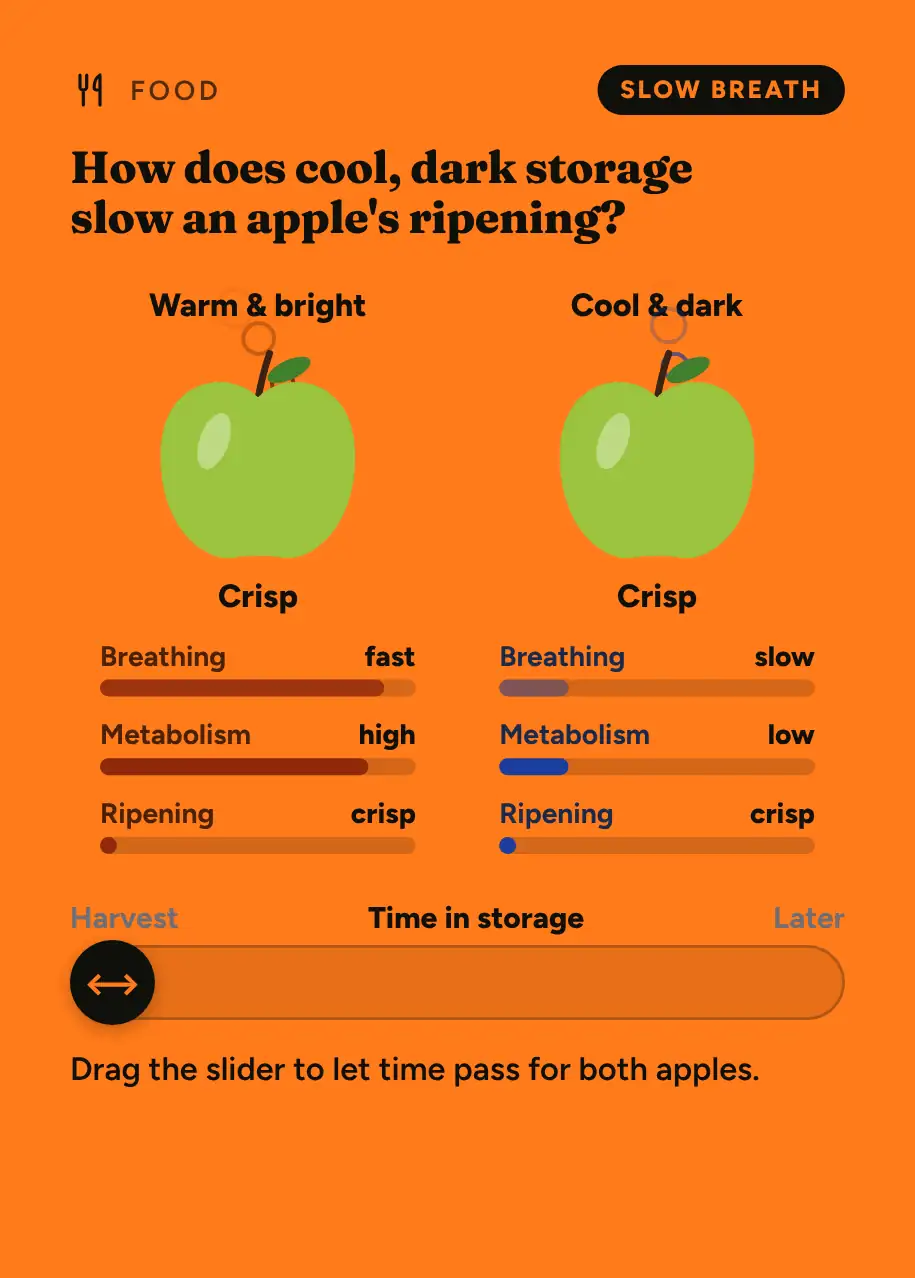 FOOD
SLOW BREATH
How does cool, dark storage
slow an apple's ripening?
Warm & bright
Cool & dark
Crisp
Crisp
Breathing fast
Breathing slow
Metabolism high
Metabolism low
Ripening crisp
Ripening crisp
Harvest Time in storage Later
Drag the slider to let time pass for both apples.